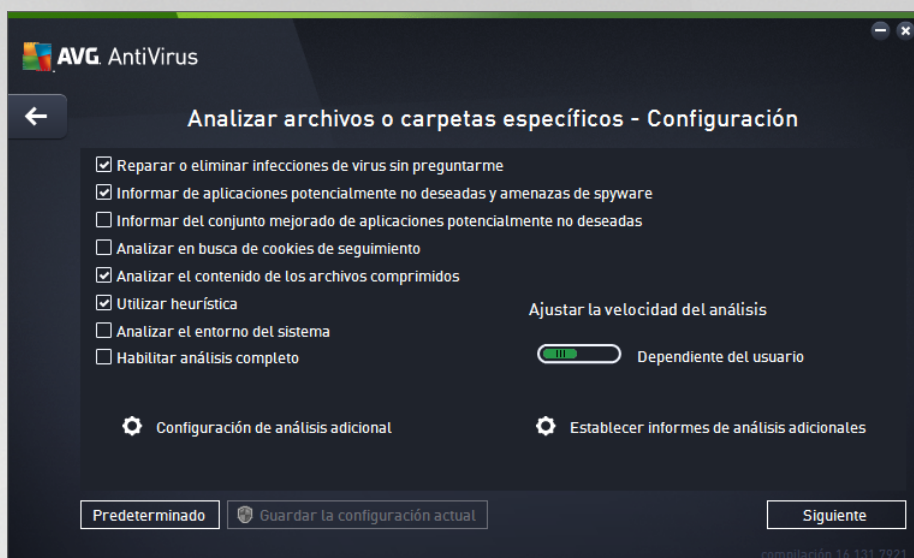 AVG AntiVirus
Analizar archivos o carpetas específicos - Configuración
Reparar o eliminar infecciones de virus sin preguntarme
Informar de aplicaciones potencialmente no deseadas y amenazas de spyware
Informar del conjunto mejorado de aplicaciones potencialmente no deseadas
Analizar en busca de cookies de seguimiento
Analizar el contenido de los archivos comprimidos
Utilizar heurística
Analizar el entorno del sistema
Habilitar análisis completo
Ajustar la velocidad del análisis
Dependiente del usuario
Configuración de análisis adicional
Establecer informes de análisis adicionales
Predeterminado
Guardar la configuración actual
Siguiente
compilación 16.131.7921